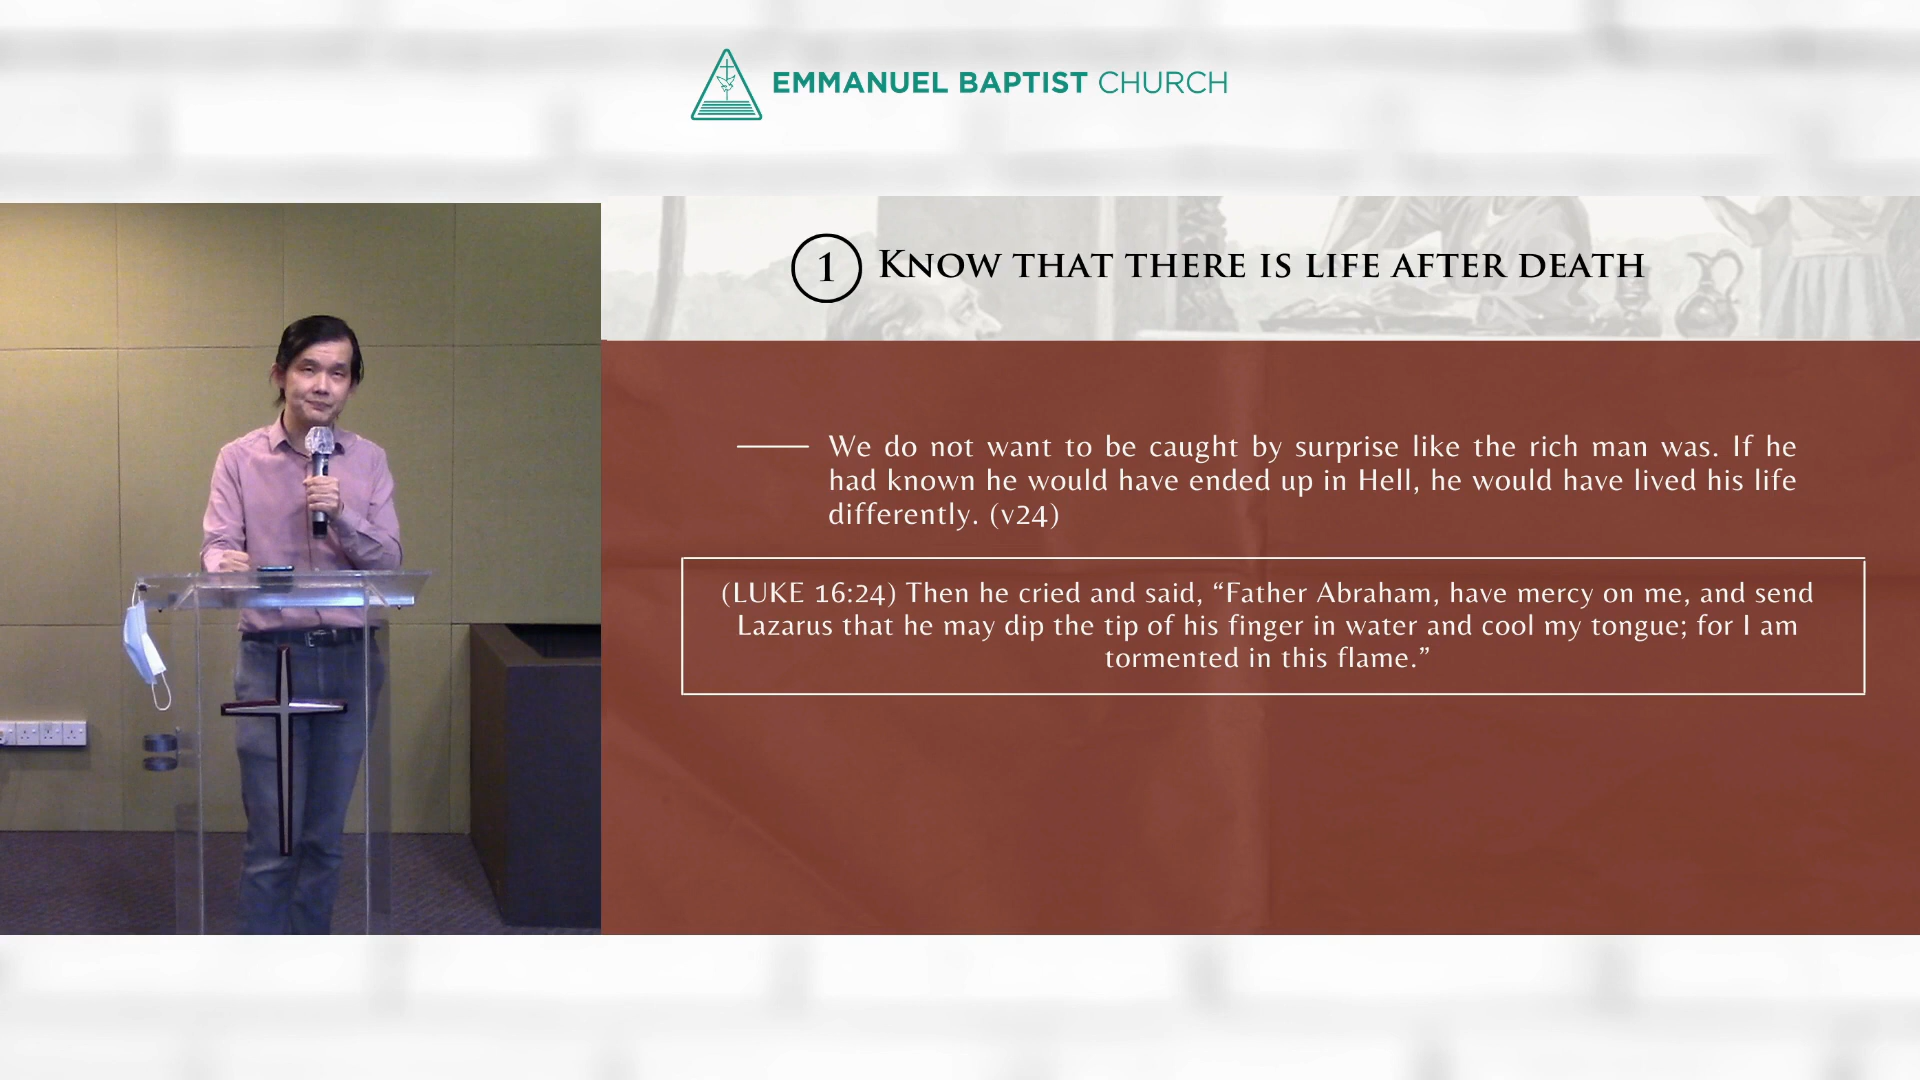 EMMANUEL BAPTIST CHURCH
1 KNOW THAT THERE IS LIFE AFTER DEATH
We do not want to be caught by surprise like the rich man was. If he
had known he would have ended up in Hell, he would have lived his life
differently. (v24)
(LUKE 16:24) Then he cried and said, “Father Abraham, have mercy on me, and send
Lazarus that he may dip the tip of his finger in water and cool my tongue; for I am
tormented in this flame.”